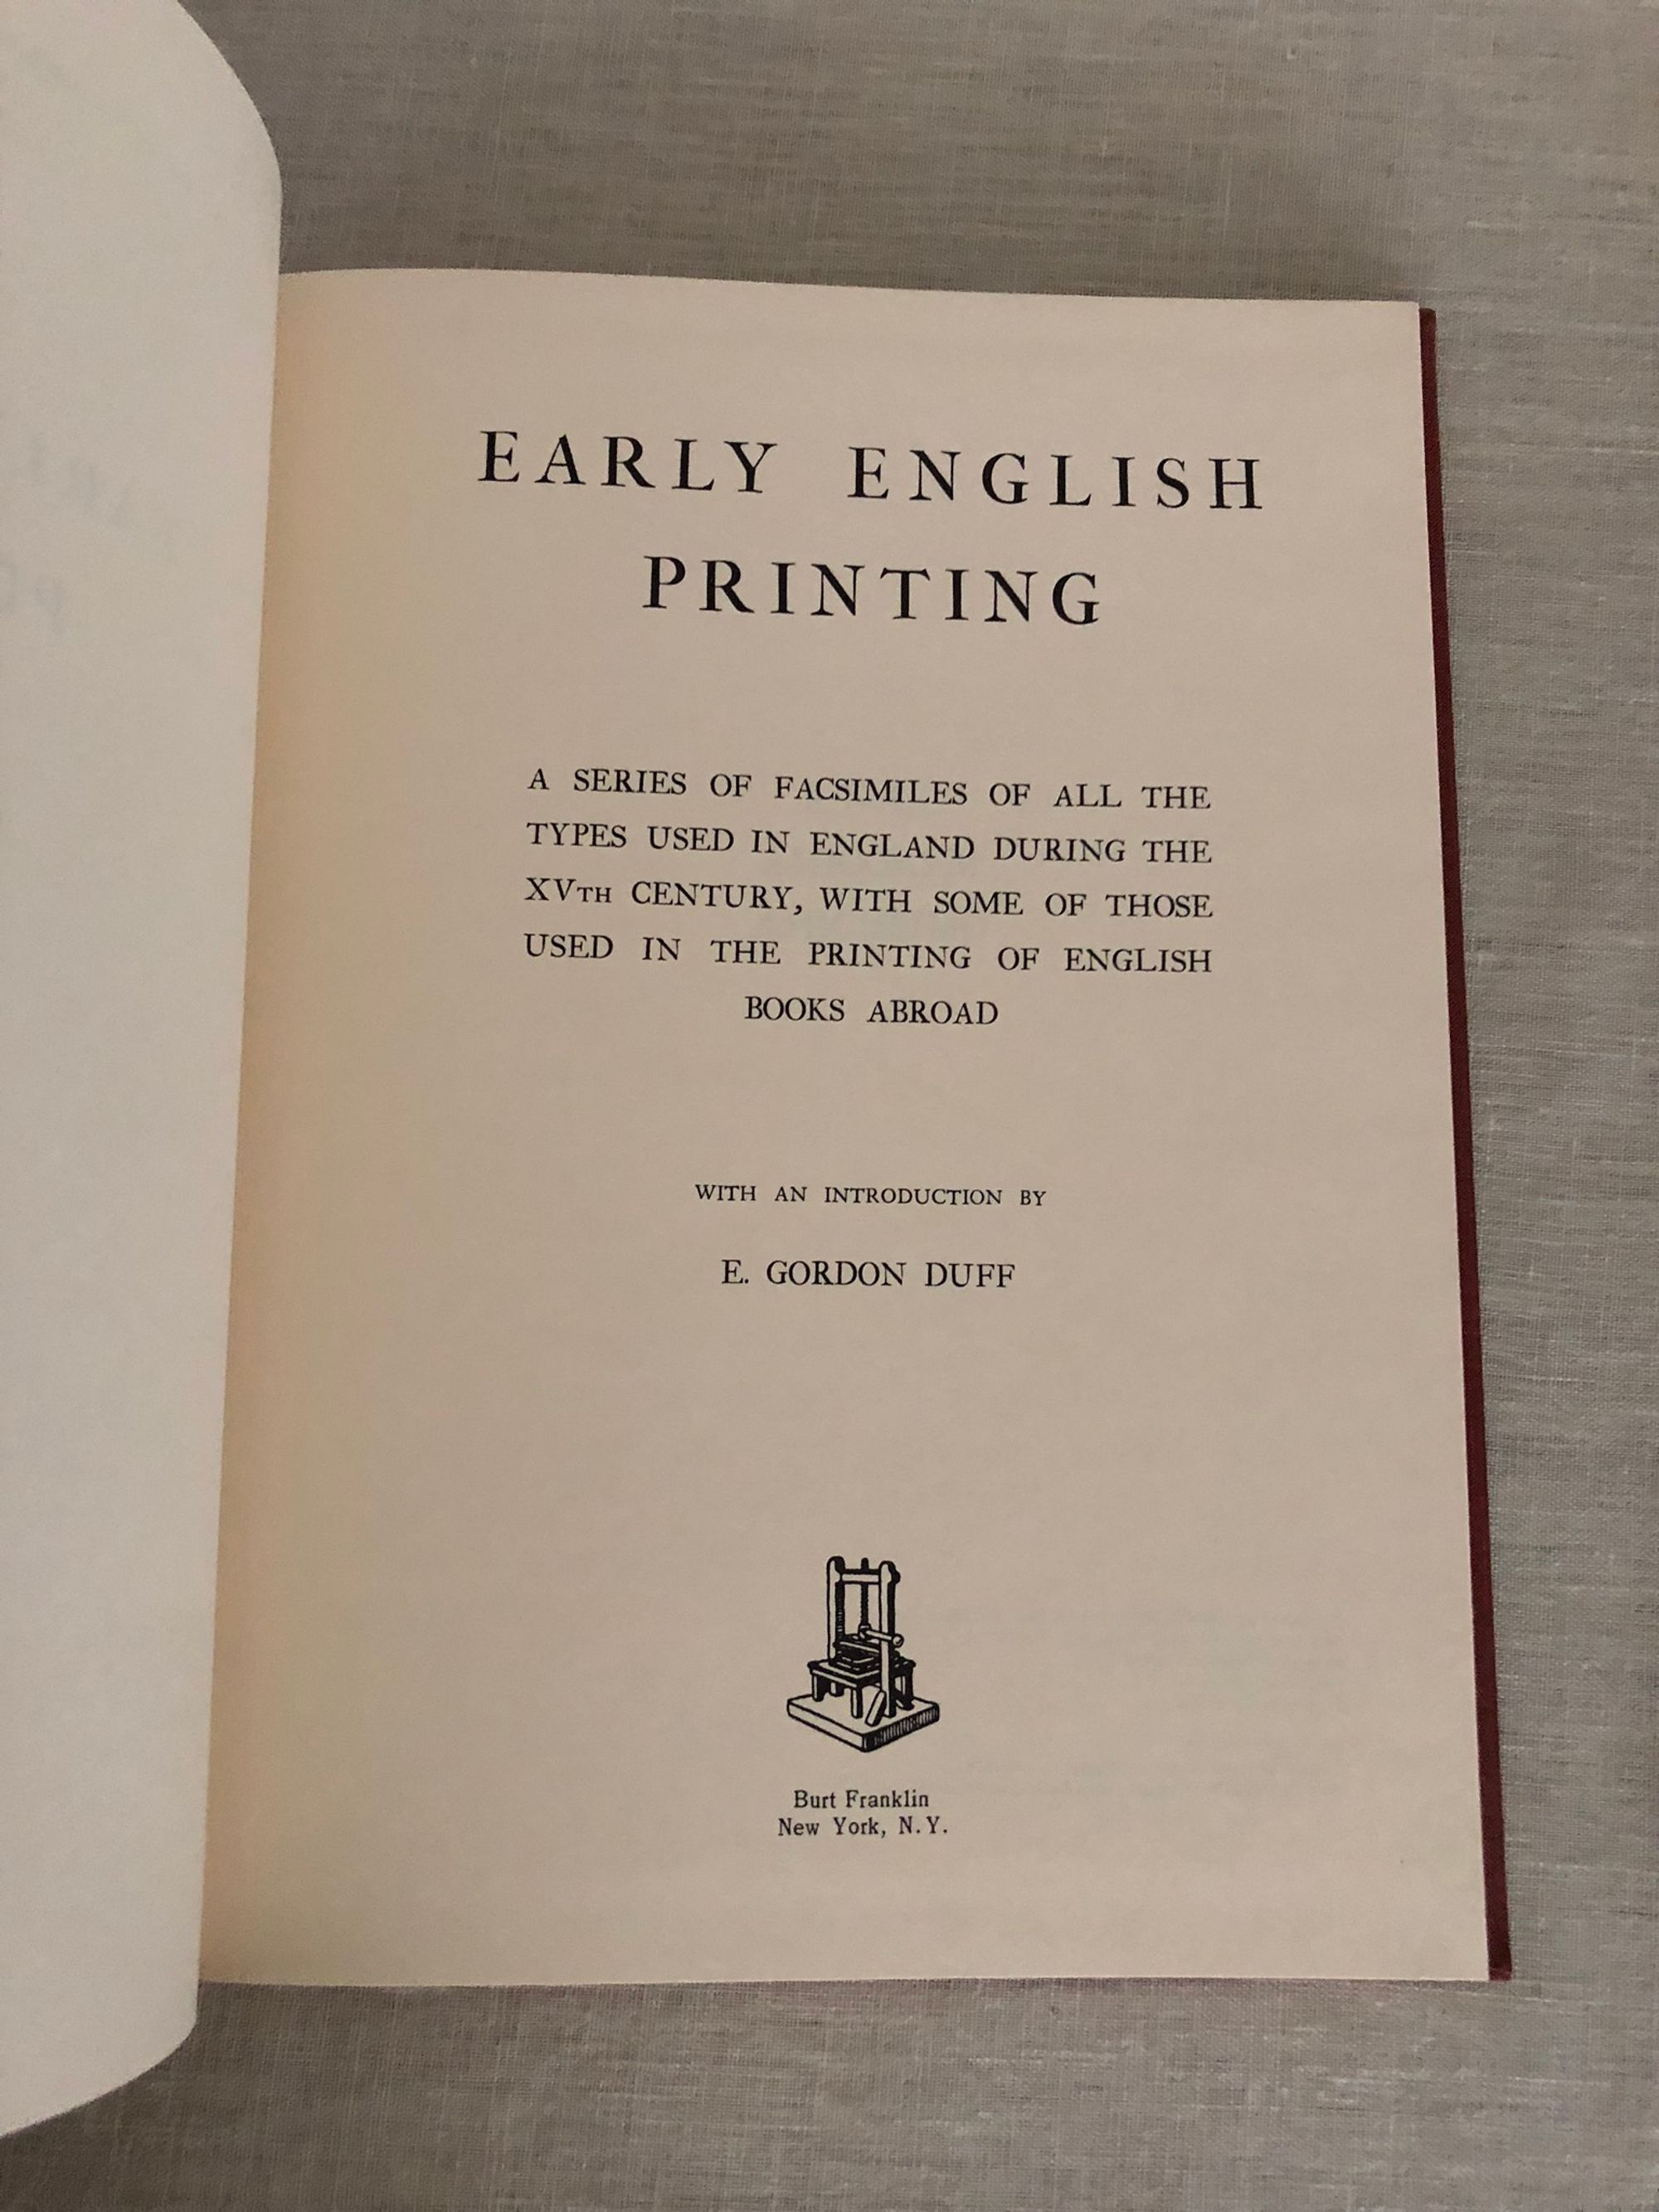 EARLY ENGLISH
PRINTING
A SERIES OF FACSIMILES OF ALL THE
TYPES USED IN ENGLAND DURING THE
XVTH CENTURY, WITH SOME OF THOSE
USED IN THE PRINTING OF ENGLISH
BOOKS ABROAD
WITH AN INTRODUCTION BY
E. GORDON DUFF
Burt Franklin
New York, N.Y.